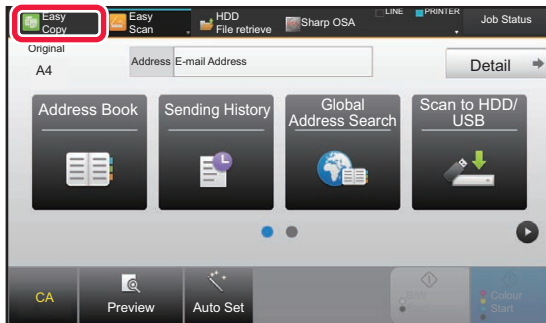 Easy
Copy
Easy
Scan
HDD
File retrieve
Sharp OSA
LINE
PRINTER
Job Status
Original
A4
Address
E-mail Address
Detail
Address Book
Sending History
Global
Address Search
Scan to HDD/
USB
CA
Preview
Auto Set
B/W
Start
Colour
Start